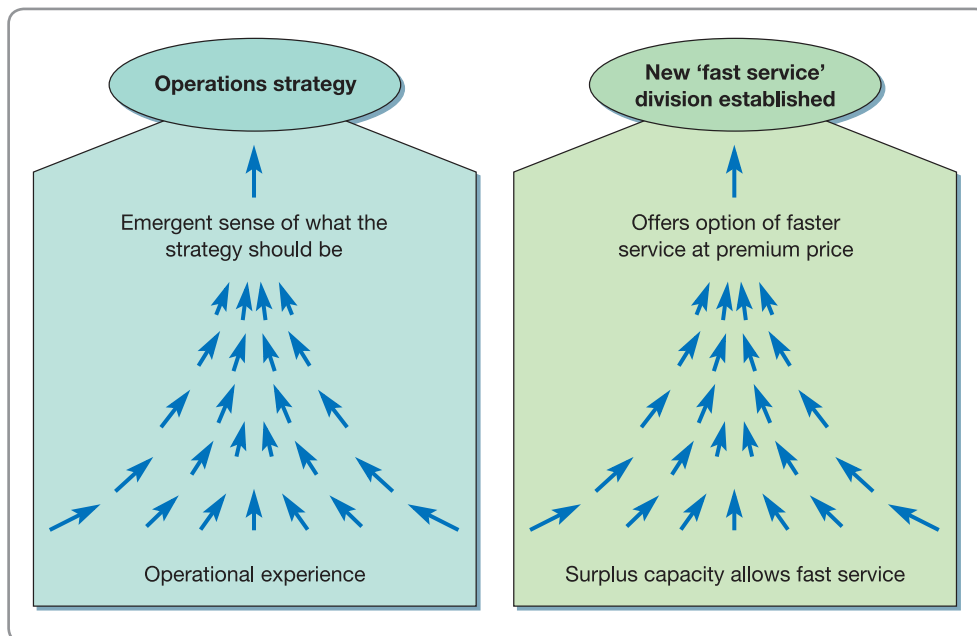 Operations strategy
Emergent sense of what the
strategy should be
Operational experience
New ‘fast service’
division established
Offers option of faster
service at premium price
Surplus capacity allows fast service